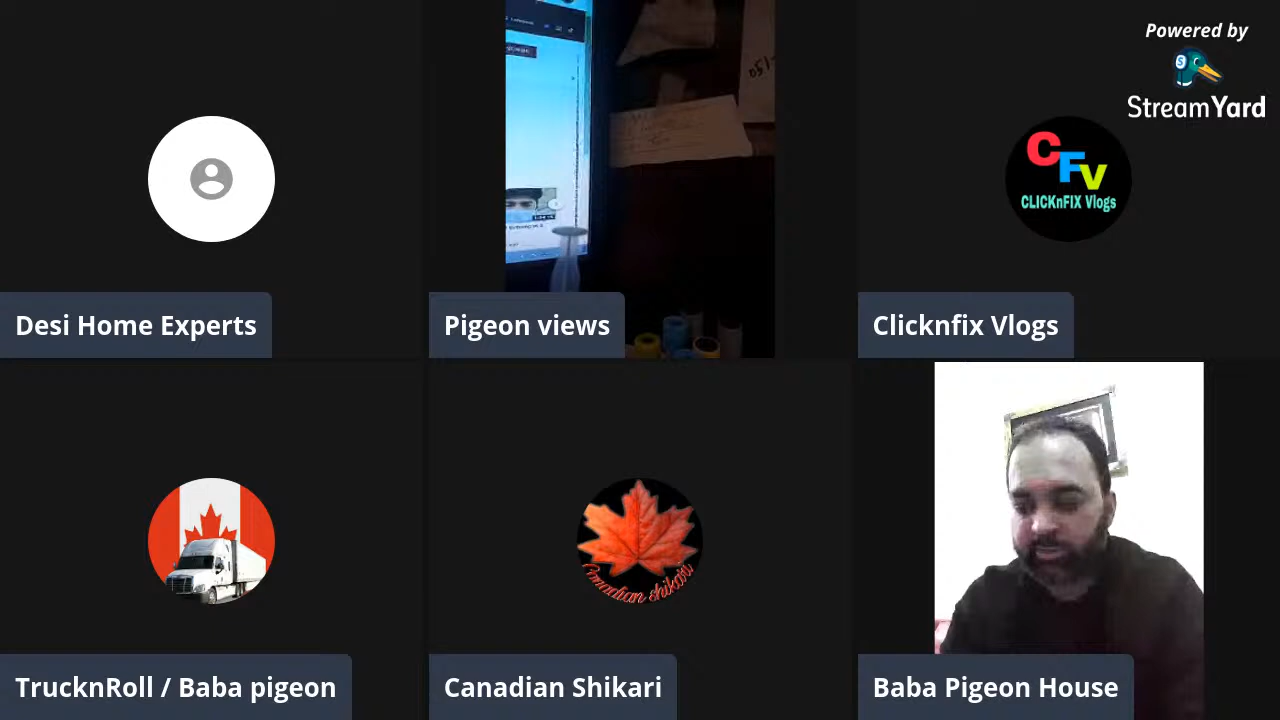 Powered by
StreamYard
CFV
CLICKnFIX Vlogs
Desi Home Experts
Pigeon views
Clicknfix Vlogs
Canadian shikari
TrucknRoll / Baba pigeon
Canadian Shikari
Baba Pigeon House